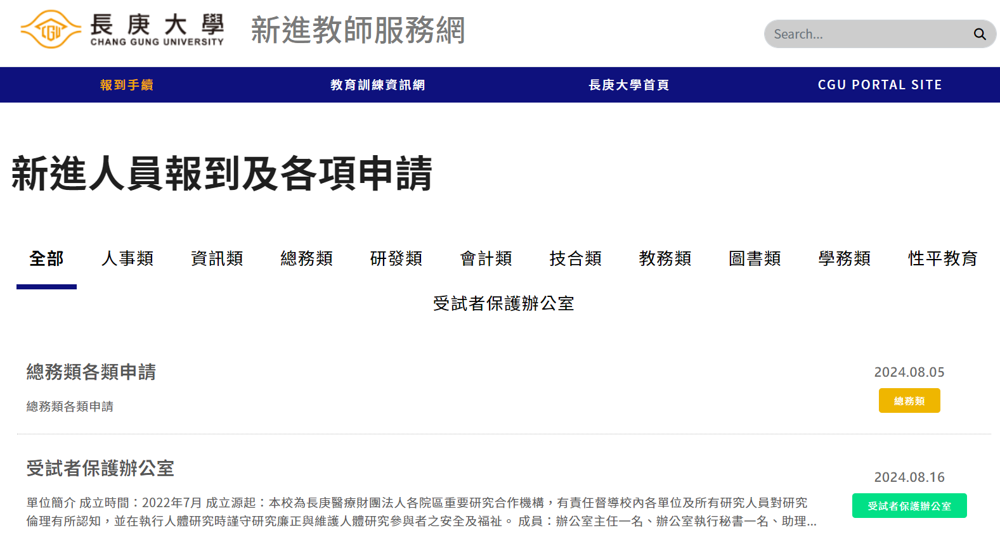 CGU 長庚大學 新進教師服務網
CHANG GUNG UNIVERSITY
Search...
報到手續 教育訓練資訊網 長庚大學首頁 CGU PORTAL SITE
新進人員報到及各項申請
全部 人事類 資訊類 總務類 研發類 會計類 技合類 教務類 圖書類 學務類 性平教育
受試者保護辦公室
總務類各類申請
2024.08.05
總務類各類申請
總務類
受試者保護辦公室
2024.08.16
單位簡介 成立時間：2022年7月 成立源起：本校為長庚醫療財團法人各院區重要研究合作機構，有責任督導校內各單位及所有研究人員對研究
倫理有所認知，並在執行人體研究時謹守研究廉正與維護人體研究參與者之安全及福祉。 成員：辦公室主任一名、辦公室執行秘書一名、助理...
受試者保護辦公室